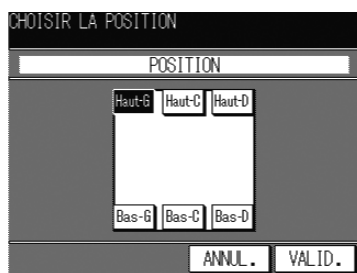 CHOISIR LA POSITION
POSITION
Haut-G Haut-C Haut-D
Bas-G Bas-C Bas-D
ANNUL. VALID.